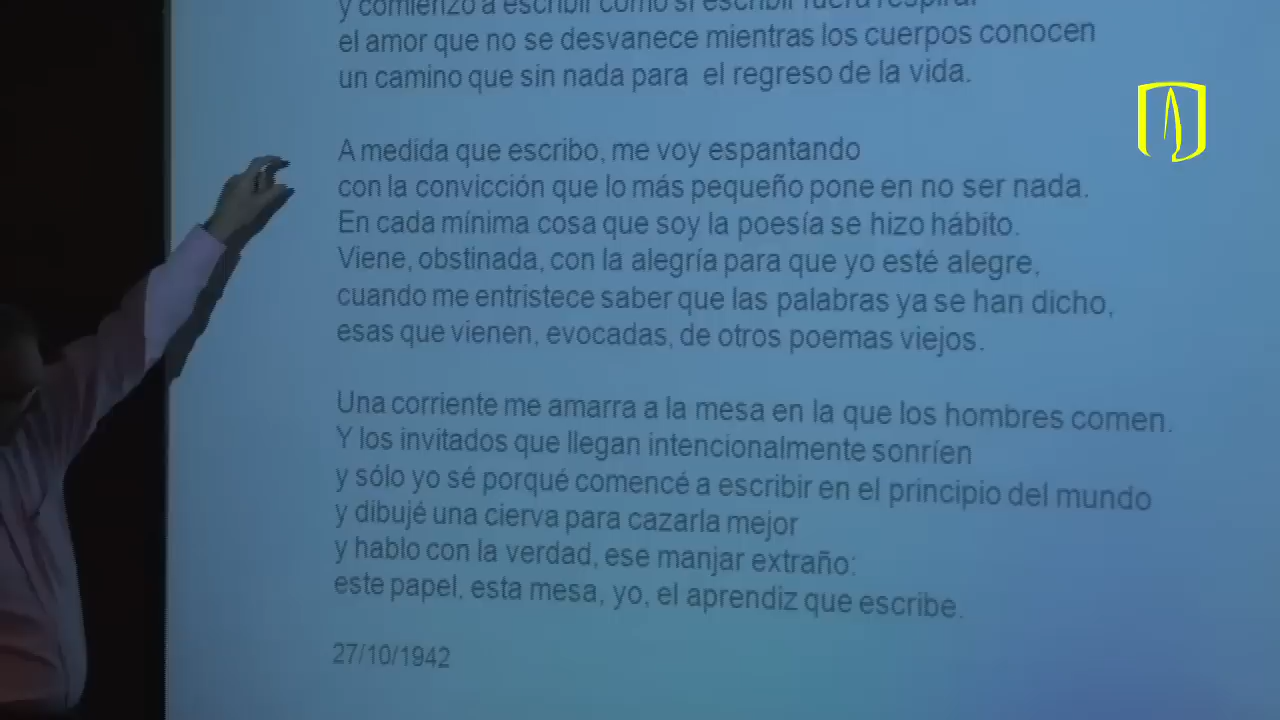 y comienzo a escribir como si escribir fuera respirar
el amor que no se desvanece mientras los cuerpos conocen
un camino que sin nada para el regreso de la vida.
A medida que escribo, me voy espantando
con la convicción que lo más pequeño pone en no ser nada.
En cada mínima cosa que soy la poesía se hizo hábito.
Viene, obstinada, con la alegría para que yo esté alegre,
cuando me entristece saber que las palabras ya se han dicho,
esas que vienen, evocadas, de otros poemas viejos.
Una corriente me amarra a la mesa en la que los hombres comen.
Y los invitados que llegan intencionalmente sonríen
y sólo yo sé porqué comencé a escribir en el principio del mundo
y dibujé una cierva para cazarla mejor
y hablo con la verdad, ese manjar extraño:
este papel, esta mesa, yo, el aprendiz que escribe.
27/10/1942